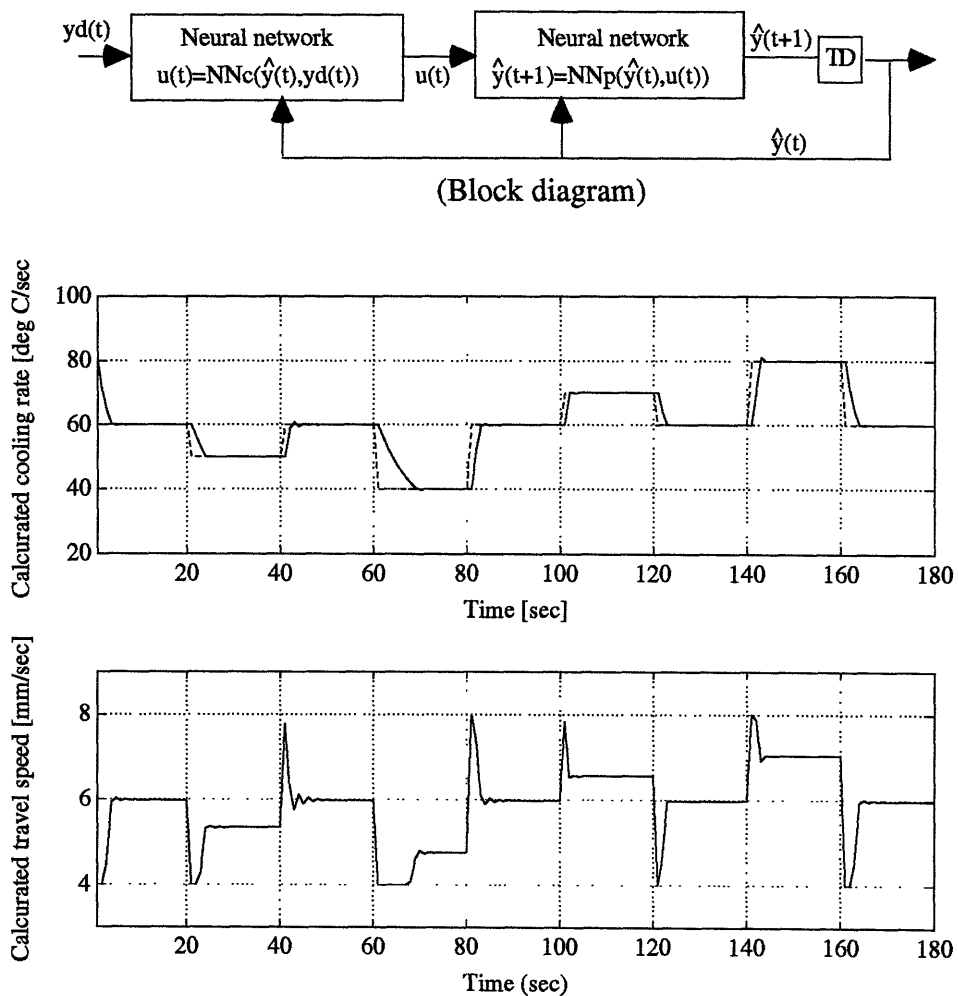 yd(t)
Neural network
u(t)=NNc(ŷ(t),yd(t))
u(t)
Neural network
ŷ(t+1)=NNp(ŷ(t),u(t))
ŷ(t+1)
TD
ŷ(t)
(Block diagram)
Calcurated cooling rate [deg C/sec
100
80
60
40
20
20 40 60 80 100 120 140 160 180
Time [sec]
Calcurated travel speed [mm/sec]
8
6
4
20 40 60 80 100 120 140 160 180
Time (sec)